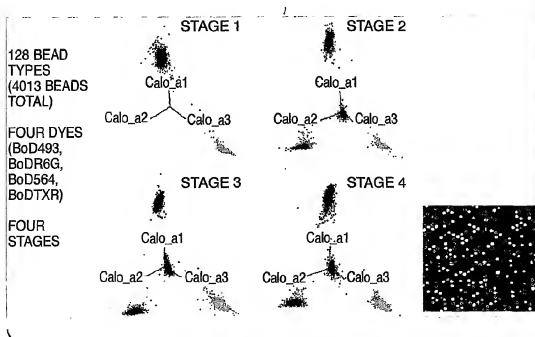 1
128 BEAD
TYPES
(4013 BEADS
TOTAL)
FOUR DYES
(BoD493,
BoDR6G,
BoD564,
BoDTXR)
FOUR
STAGES
STAGE 1
Calo_a1
Calo_a2
Calo_a3
STAGE 2
Calo_a1
Calo_a2
Calo_a3
STAGE 3
Calo_a1
Calo_a2
Calo_a3
STAGE 4
Calo_a1
Calo_a2
Calo_a3